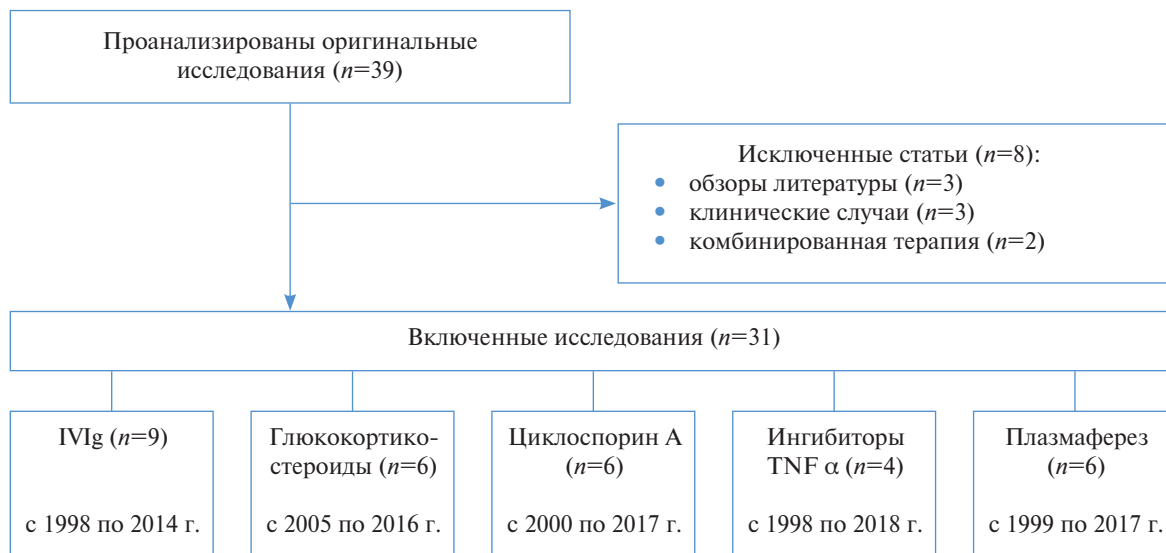 Проанализированы оригинальные
исследования (n=39)
Исключенные статьи (n=8):
• обзоры литературы (n=3)
• клинические случаи (n=3)
• комбинированная терапия (n=2)
Включенные исследования (n=31)
IVIg (n=9)
с 1998 по 2014 г.
Глюкокортико-
стероиды (n=6)
с 2005 по 2016 г.
Циклоспорин А
(n=6)
с 2000 по 2017 г.
Ингибиторы
TNF α (n=4)
с 1998 по 2018 г.
Плазмаферез
(n=6)
с 1999 по 2017 г.